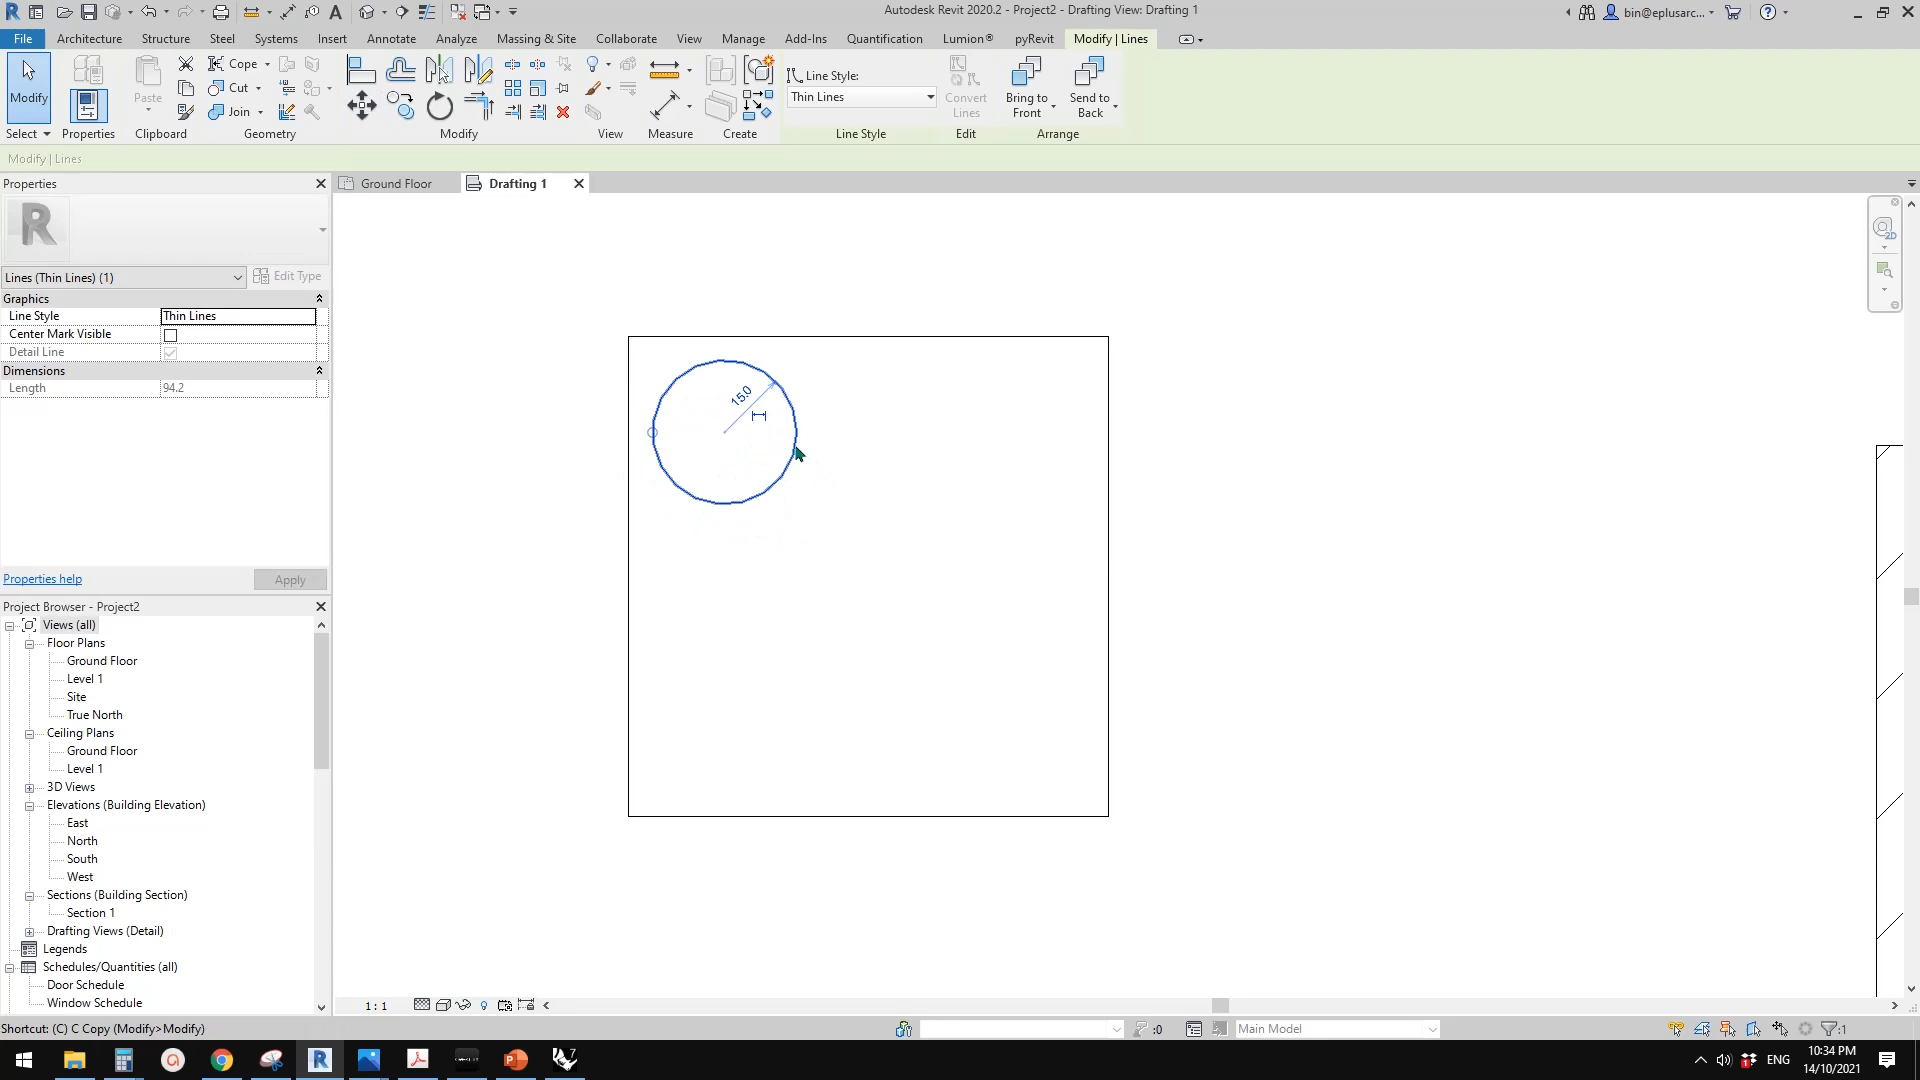 Autodesk Revit 2020.2 - Project2 - Drafting View: Drafting 1
bin@eplusarc...
File Architecture Structure Steel Systems Insert Annotate Analyze Massing & Site Collaborate View Manage Add-Ins Quantification Lumion® pyRevit Modify | Lines
Modify
Paste
Cope
Cut
Join
Line Style:
Thin Lines
Convert Lines
Bring to Front
Send to Back
Select Properties Clipboard Geometry Modify View Measure Create Line Style Edit Arrange
Modify | Lines
Properties
Ground Floor
Drafting 1
R
Lines (Thin Lines) (1)
Edit Type
Graphics
Line Style Thin Lines
Center Mark Visible
Detail Line
Dimensions
Length 94.2
15.0
Properties help
Apply
Project Browser - Project2
Views (all)
Floor Plans
Ground Floor
Level 1
Site
True North
Ceiling Plans
Ground Floor
Level 1
3D Views
Elevations (Building Elevation)
East
North
South
West
Sections (Building Section)
Section 1
Drafting Views (Detail)
Legends
Schedules/Quantities (all)
Door Schedule
Window Schedule
1 : 1
Shortcut: (C) C Copy (Modify>Modify)
:0
Main Model
:1
ENG
10:34 PM
14/10/2021